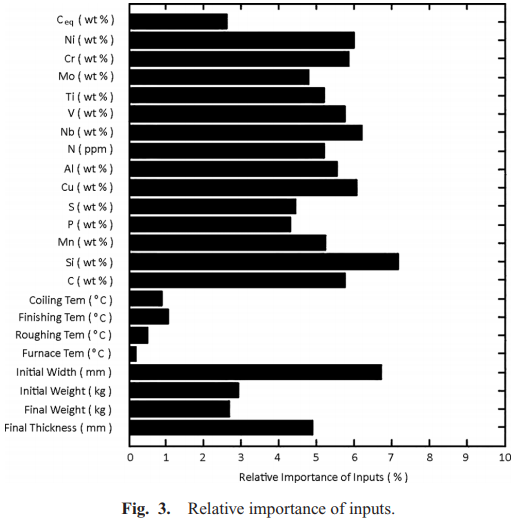 Ceq ( wt % )
Ni ( wt % )
Cr ( wt % )
Mo ( wt % )
Ti ( wt % )
V ( wt % )
Nb ( wt % )
N ( ppm )
Al ( wt % )
Cu ( wt % )
S ( wt % )
P ( wt % )
Mn ( wt % )
Si ( wt % )
C ( wt % )
Coiling Tem ( °C )
Finishing Tem ( °C )
Roughing Tem ( °C )
Furnace Tem ( °C )
Initial Width ( mm )
Initial Weight ( kg )
Final Weight ( kg )
Final Thickness ( mm )
0 1 2 3 4 5 6 7 8 9 10
Relative Importance of Inputs ( % )
Fig. 3. Relative importance of inputs.